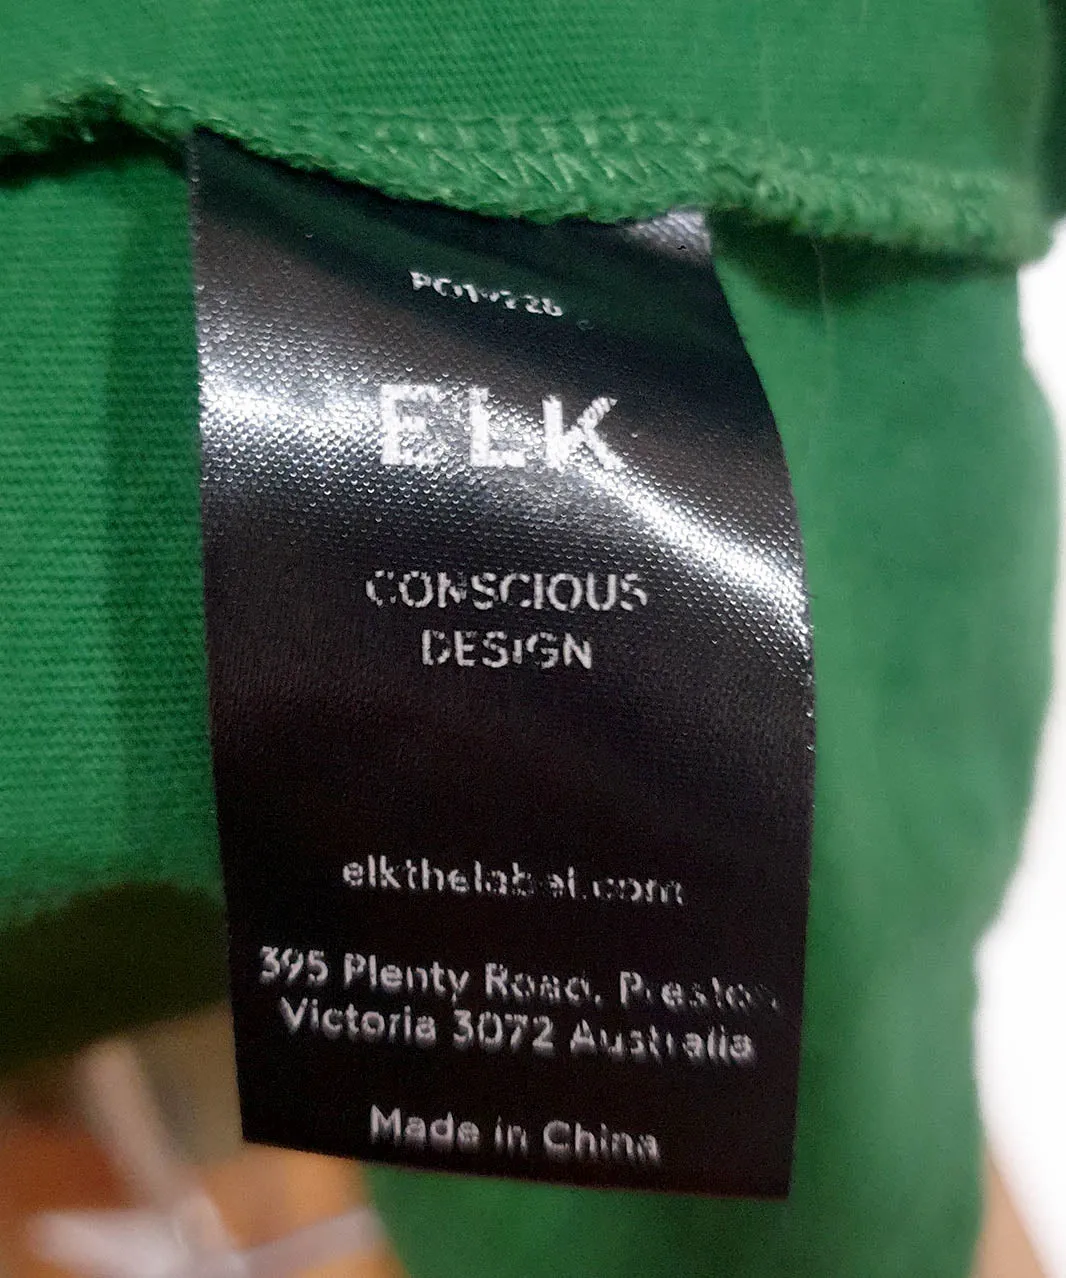 ELK
CONSCIOUS
DESIGN
elkthelabel.com
395 Plenty Road, Preston
Victoria 3072 Australia
Made in China